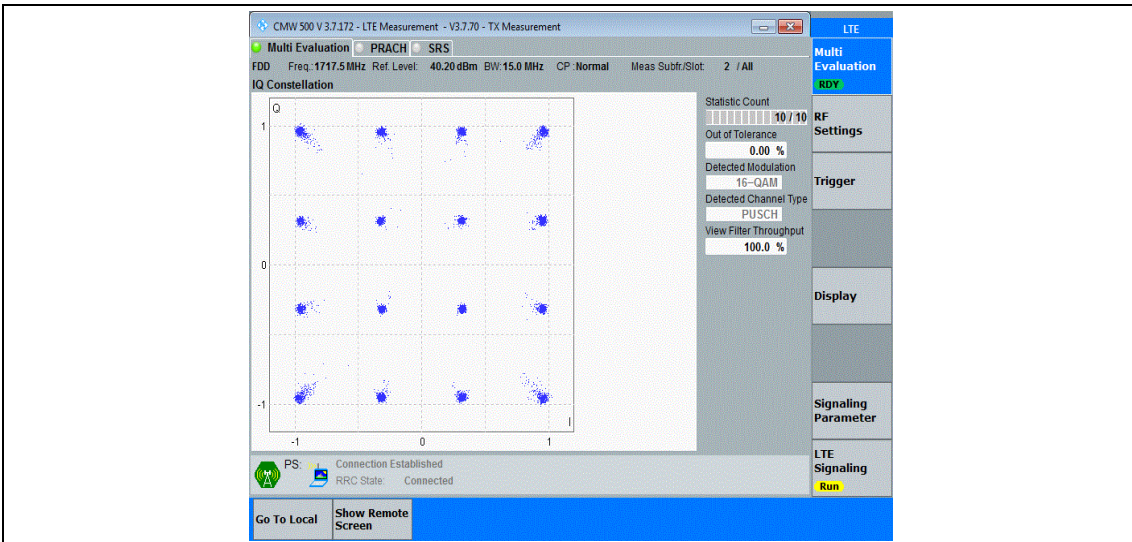 CMW 500 V 3.7.172 - LTE Measurement - V3.7.70 - TX Measurement
LTE
Multi Evaluation PRACH SRS
Multi
Evaluation
RDY
FDD Freq.: 1717.5 MHz Ref. Level: 40.20 dBm BW: 15.0 MHz CP : Normal Meas Subfr./Slot: 2 / All
IQ Constellation
Q
1
0
-1
-1 0 1
I
Statistic Count
10 / 10
Out of Tolerance
0.00 %
Detected Modulation
16-QAM
Detected Channel Type
PUSCH
View Filter Throughput
100.0 %
RF
Settings
Trigger
Display
Signaling
Parameter
LTE
Signaling
Run
PS: Connection Established
RRC State: Connected
Go To Local
Show Remote
Screen